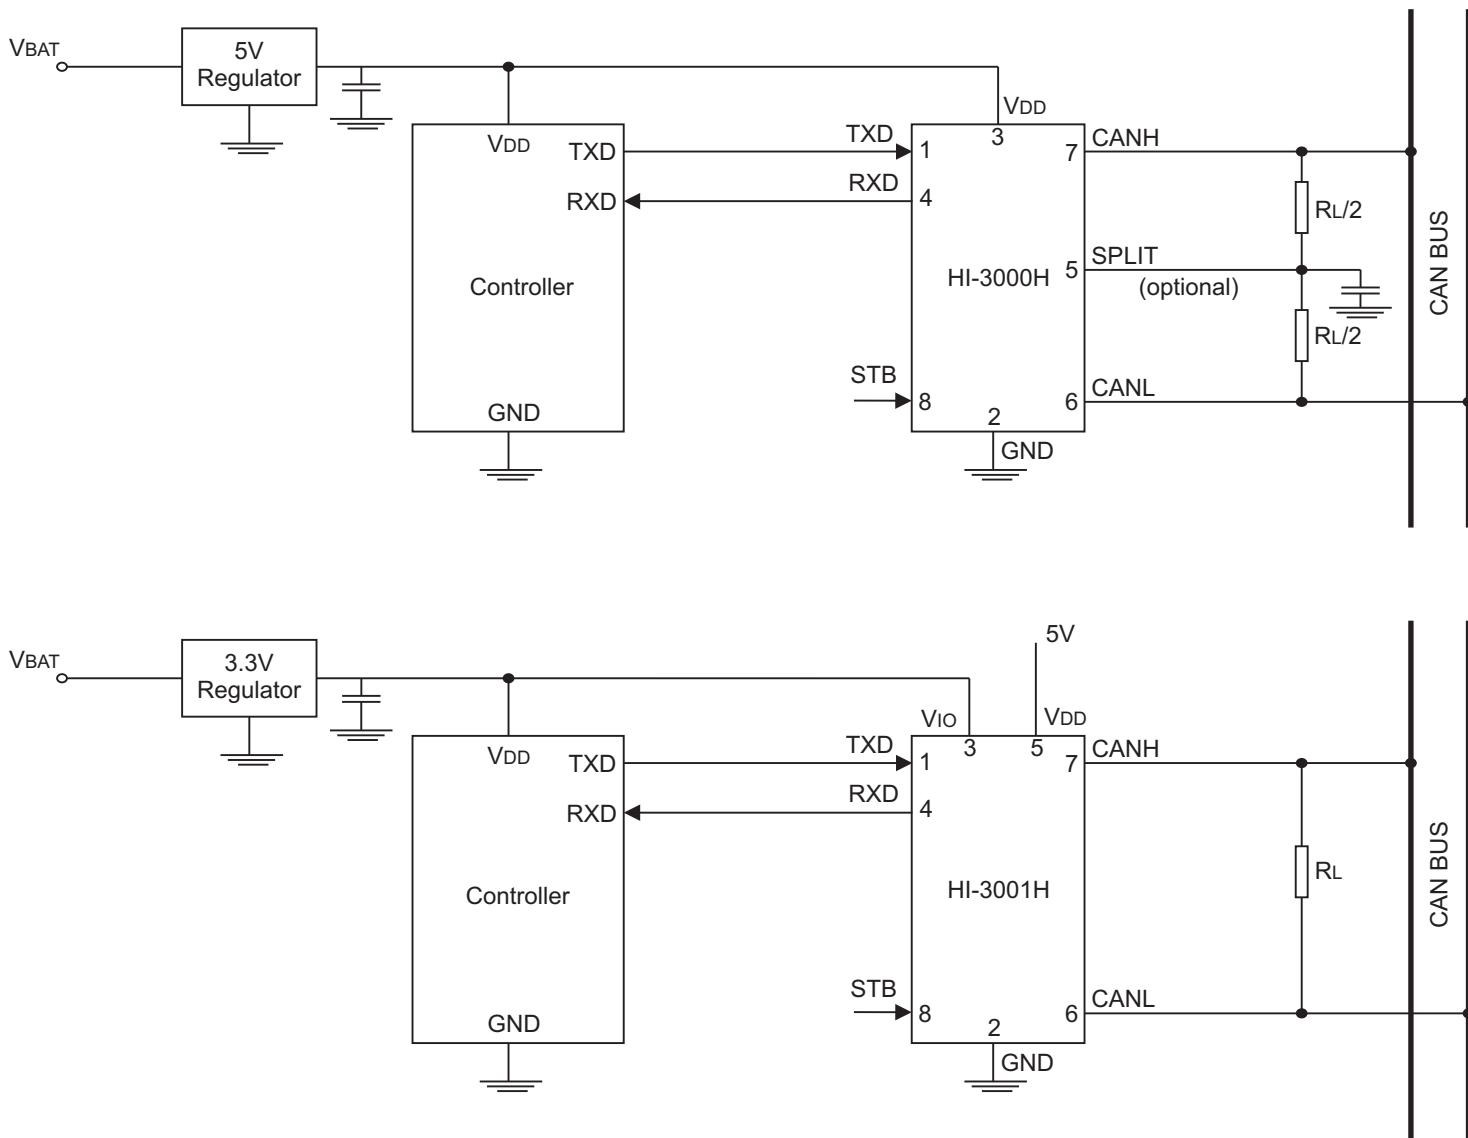 VBAT
5V
Regulator
VDD
VDD
TXD
TXD
1
3
7
CANH
RXD
RXD
4
RL/2
Controller
HI-3000H
5
SPLIT
(optional)
RL/2
CAN BUS
STB
8
6
CANL
GND
2
GND
VBAT
3.3V
Regulator
5V
VIO
VDD
VDD
TXD
TXD
1
3
5
7
CANH
RXD
RXD
4
Controller
HI-3001H
RL
CAN BUS
STB
8
6
CANL
GND
2
GND